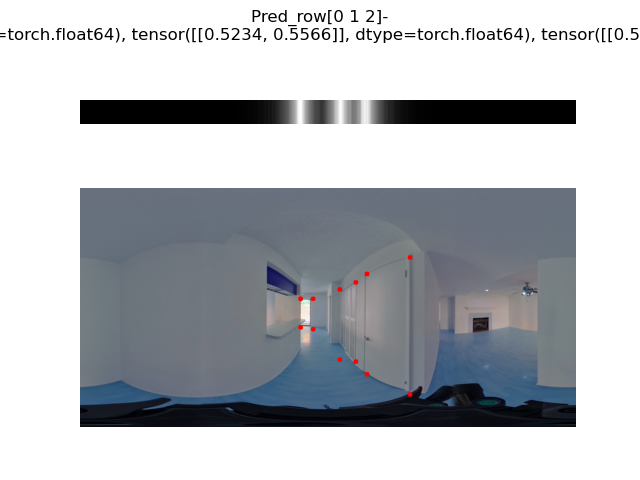 Pred_row[0 1 2]-
=torch.float64), tensor([[0.5234, 0.5566]], dtype=torch.float64), tensor([[0.5